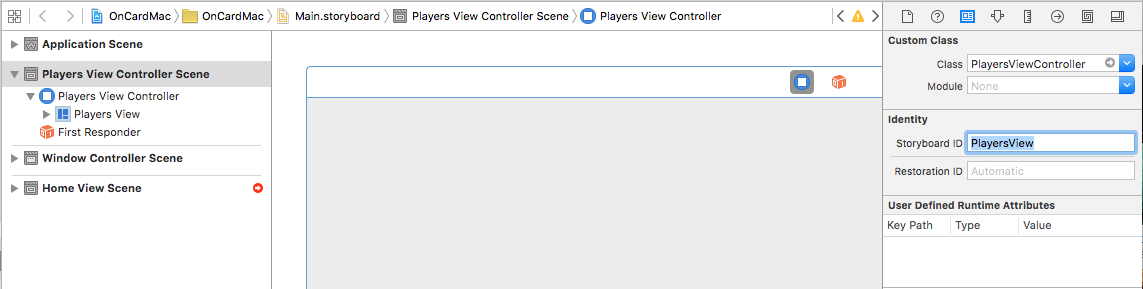 OnCardMac
OnCardMac
Main.storyboard
Players View Controller Scene
Players View Controller
Application Scene
Players View Controller Scene
Players View Controller
Players View
First Responder
Window Controller Scene
Home View Scene
Custom Class
Class PlayersViewController
Module None
Identity
Storyboard ID PlayersView
Restoration ID Automatic
User Defined Runtime Attributes
Key Path Type Value